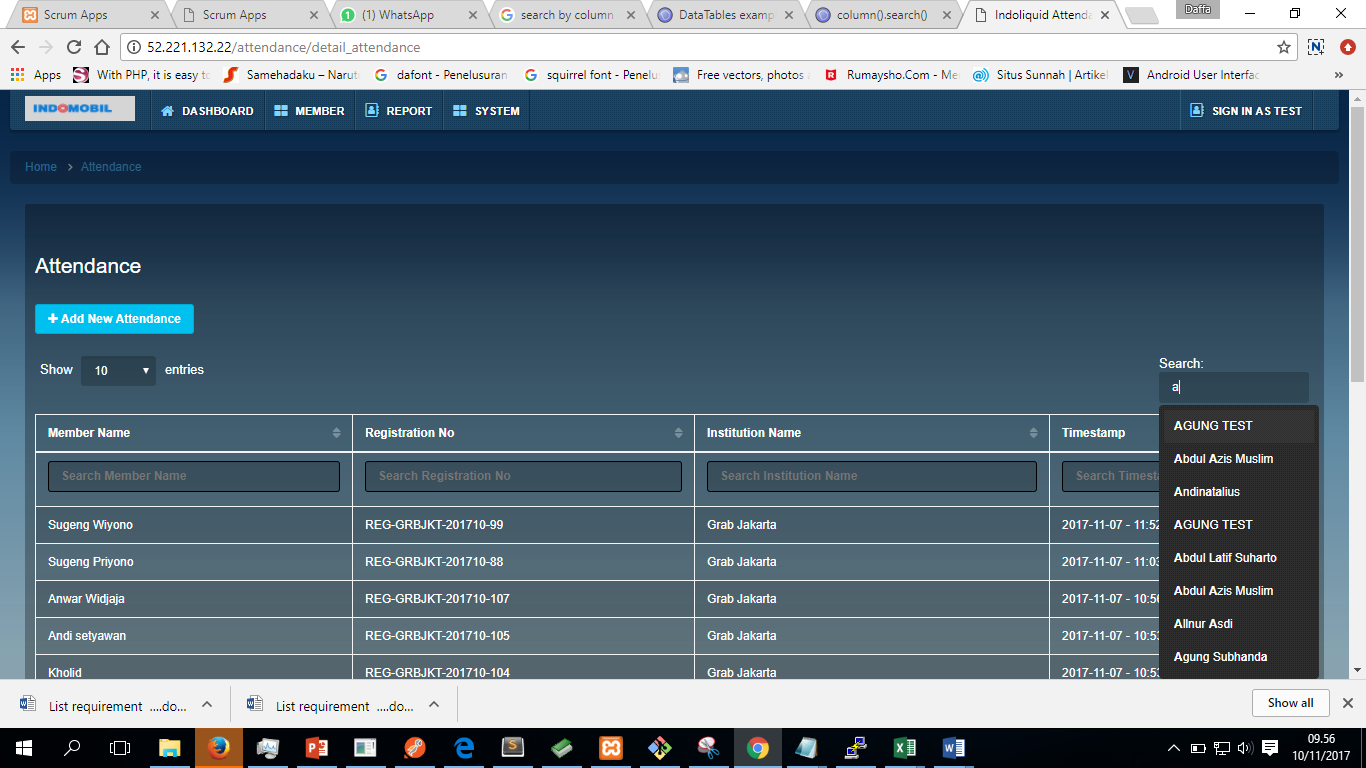 Scrum Apps
Scrum Apps
(1) WhatsApp
search by column
DataTables examp
column().search()
Indoliquid Attenda
Daffa
52.221.132.22/attendance/detail_attendance
Apps
With PHP, it is easy to
Samehadaku – Narut
dafont - Penelusuran
squirrel font - Penelu
Free vectors, photos
Rumaysho.Com - Me
Situs Sunnah | Artikel
Android User Interfac
INDOMOBIL
DASHBOARD
MEMBER
REPORT
SYSTEM
SIGN IN AS TEST
Home > Attendance
Attendance
+ Add New Attendance
Show 10 entries
Search:
a
AGUNG TEST
Abdul Azis Muslim
Andinatalius
AGUNG TEST
Abdul Latif Suharto
Abdul Azis Muslim
Allnur Asdi
Agung Subhanda
Member Name Registration No Institution Name Timestamp
Search Member Name Search Registration No Search Institution Name Search Timesta
Sugeng Wiyono REG-GRBJKT-201710-99 Grab Jakarta 2017-11-07 - 11:52
Sugeng Priyono REG-GRBJKT-201710-88 Grab Jakarta 2017-11-07 - 11:03
Anwar Widjaja REG-GRBJKT-201710-107 Grab Jakarta 2017-11-07 - 10:56
Andi setyawan REG-GRBJKT-201710-105 Grab Jakarta 2017-11-07 - 10:53
Kholid REG-GRBJKT-201710-104 Grab Jakarta 2017-11-07 - 10:53
List requirement ....do...
List requirement ....do...
Show all
09.56
10/11/2017